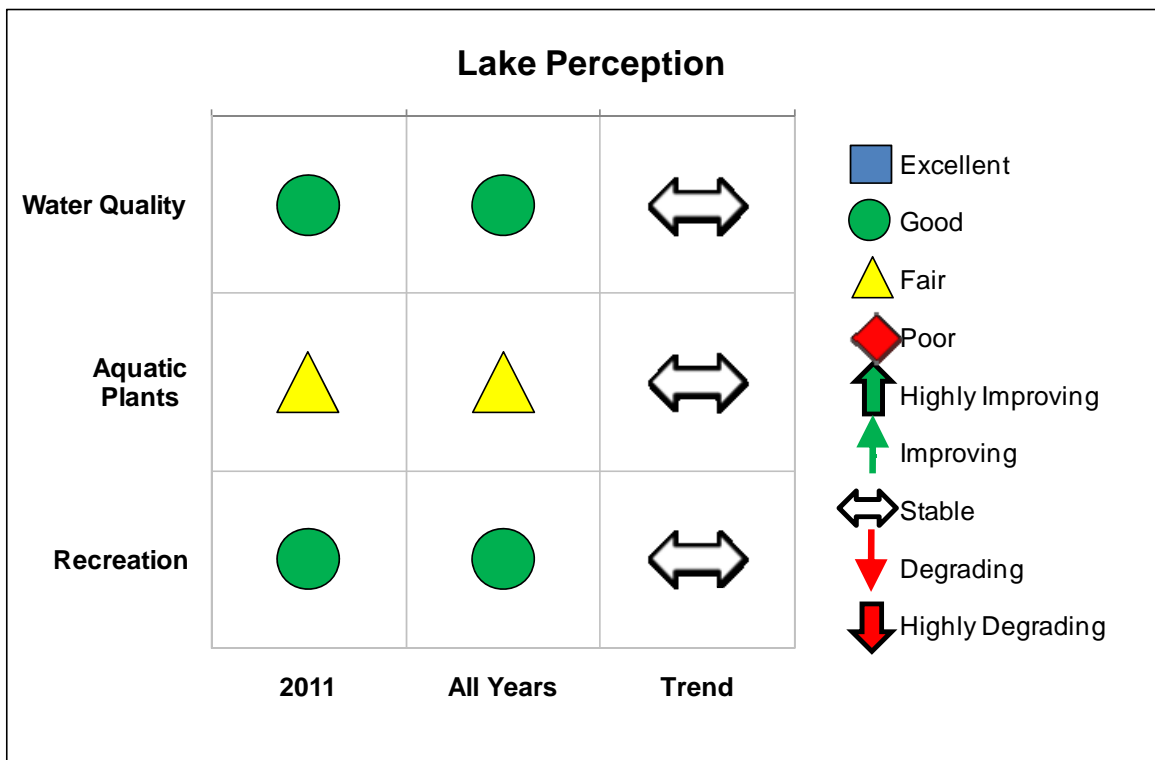 Lake Perception
Water Quality
Aquatic
Plants
Recreation
2011
All Years
Trend
Excellent
Good
Fair
Poor
Highly Improving
Improving
Stable
Degrading
Highly Degrading